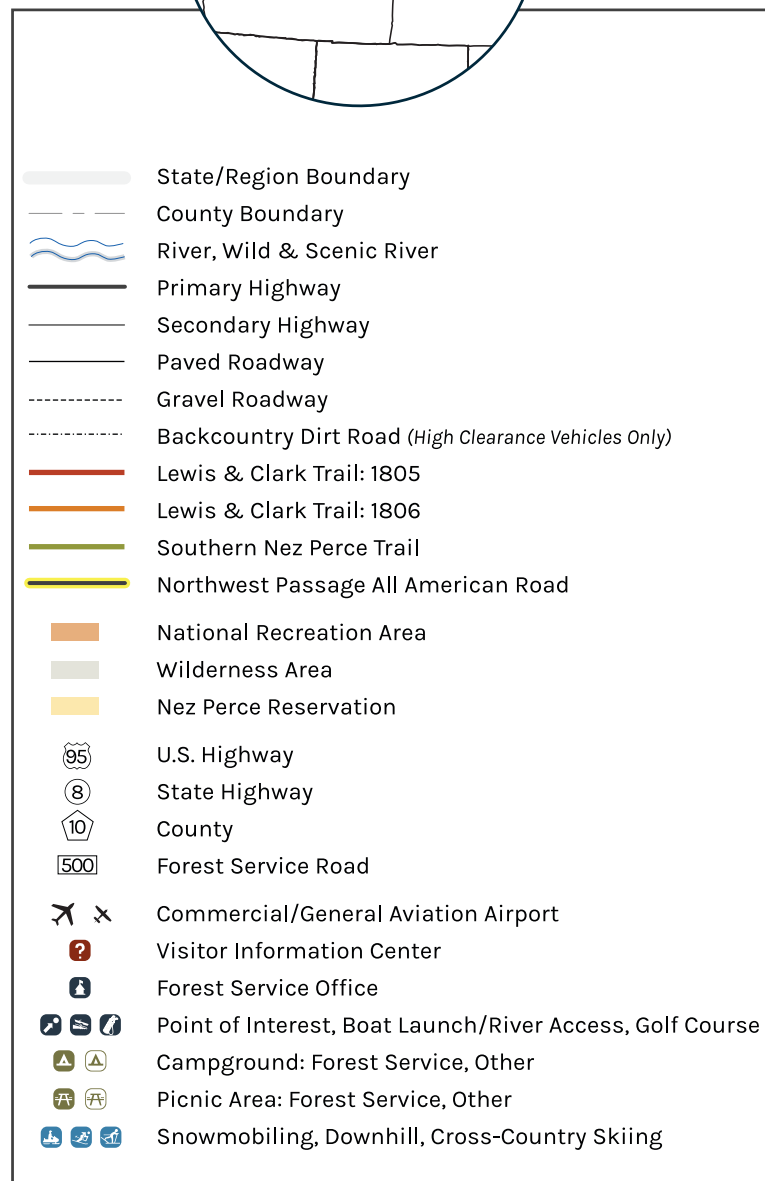 State/Region Boundary
County Boundary
River, Wild & Scenic River
Primary Highway
Secondary Highway
Paved Roadway
Gravel Roadway
Backcountry Dirt Road (High Clearance Vehicles Only)
Lewis & Clark Trail: 1805
Lewis & Clark Trail: 1806
Southern Nez Perce Trail
Northwest Passage All American Road
National Recreation Area
Wilderness Area
Nez Perce Reservation
95 U.S. Highway
8 State Highway
10 County
500 Forest Service Road
Commercial/General Aviation Airport
? Visitor Information Center
Forest Service Office
Point of Interest, Boat Launch/River Access, Golf Course
Campground: Forest Service, Other
Picnic Area: Forest Service, Other
Snowmobiling, Downhill, Cross-Country Skiing